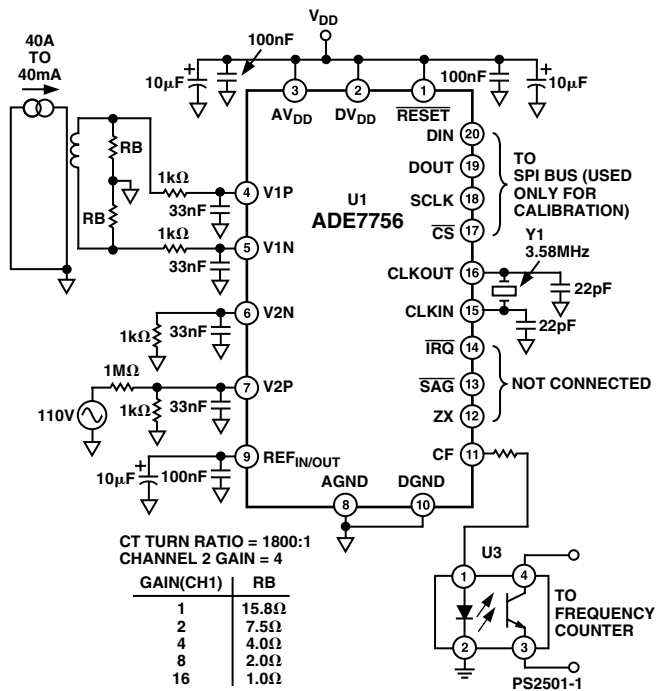 V_DD
40A
TO
40mA
100nF
10µF
100nF
10µF
3
2
1
AV_DD
DV_DD
RESET
DIN
20
DOUT
19
SCLK
18
CS
17
TO
SPI BUS (USED
ONLY FOR
CALIBRATION)
U1
ADE7756
RB
RB
1kΩ
33nF
4
V1P
1kΩ
33nF
5
V1N
Y1
3.58MHz
CLKOUT
16
22pF
CLKIN
15
22pF
6
V2N
1kΩ
33nF
IRQ
14
SAG
13
ZX
12
NOT CONNECTED
1MΩ
7
V2P
110V
1kΩ
33nF
CF
11
9
REF_IN/OUT
10µF
100nF
AGND
DGND
8
10
CT TURN RATIO = 1800:1
CHANNEL 2 GAIN = 4
GAIN(CH1) RB
1 15.8Ω
2 7.5Ω
4 4.0Ω
8 2.0Ω
16 1.0Ω
U3
1
4
2
3
TO
FREQUENCY
COUNTER
PS2501-1